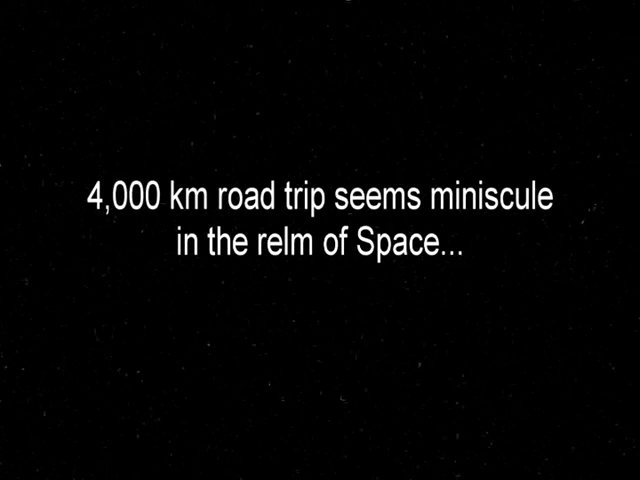 4,000 km road trip seems miniscule
in the relm of Space...